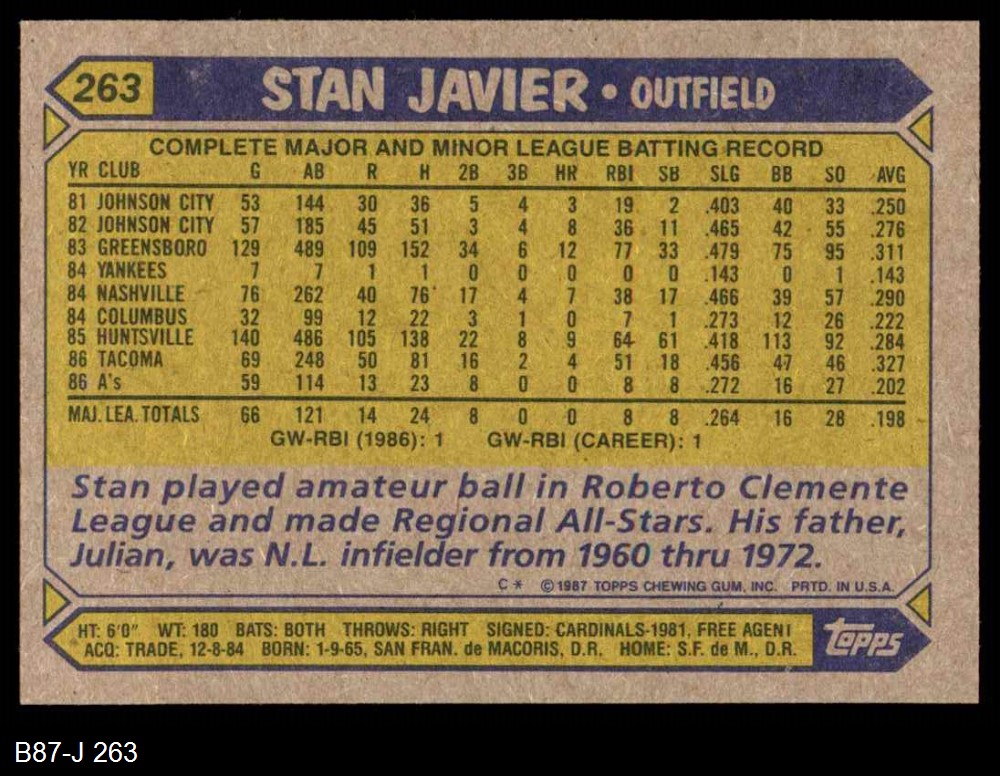 263 STAN JAVIER • OUTFIELD
COMPLETE MAJOR AND MINOR LEAGUE BATTING RECORD
YR CLUB G AB R H 2B 3B HR RBI SB SLG BB SO AVG
81 JOHNSON CITY 53 144 30 36 5 4 3 19 2 .403 40 33 .250
82 JOHNSON CITY 57 185 45 51 3 4 8 36 11 .465 42 55 .276
83 GREENSBORO 129 489 109 152 34 6 12 77 33 .479 75 95 .311
84 YANKEES 7 7 1 1 0 0 0 0 0 .143 0 1 .143
84 NASHVILLE 76 262 40 76 17 4 7 38 17 .466 39 57 .290
84 COLUMBUS 32 99 12 22 3 1 0 7 1 .273 12 26 .222
85 HUNTSVILLE 140 486 105 138 22 8 9 64 61 .418 113 92 .284
86 TACOMA 69 248 50 81 16 2 4 51 18 .456 47 46 .327
86 A's 59 114 13 23 8 0 0 8 8 .272 16 27 .202
MAJ. LEA. TOTALS 66 121 14 24 8 0 0 8 8 .264 16 28 .198
GW-RBI (1986): 1 GW-RBI (CAREER): 1
Stan played amateur ball in Roberto Clemente
League and made Regional All-Stars. His father,
Julian, was N.L. infielder from 1960 thru 1972.
C* ©1987 TOPPS CHEWING GUM, INC. PRTD. IN U.S.A.
HT: 6'0" WT: 180 BATS: BOTH THROWS: RIGHT SIGNED: CARDINALS-1981, FREE AGENT
ACQ: TRADE, 12-8-84 BORN: 1-9-65, SAN FRAN. de MACORIS, D.R. HOME: S.F. de M., D.R.
topps
B87-J 263